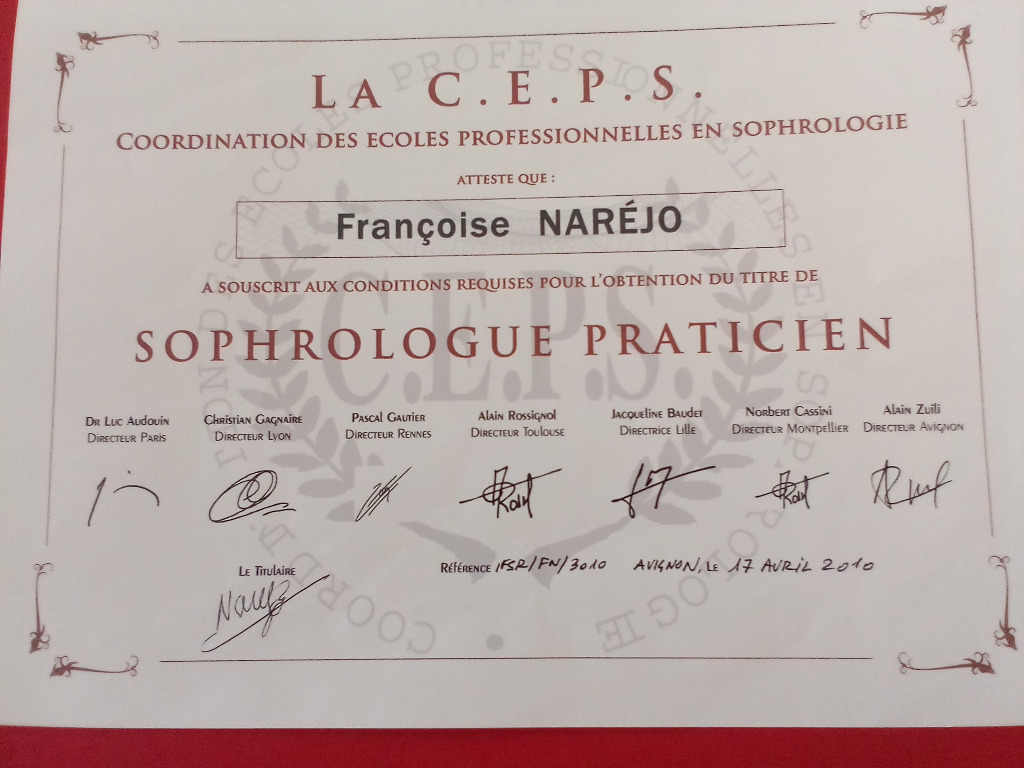 LA C.E.P.S.
COORDINATION DES ECOLES PROFESSIONNELLES EN SOPHROLOGIE
ATTESTE QUE :
Françoise NARÉJO
A SOUSCRIT AUX CONDITIONS REQUISES POUR L'OBTENTION DU TITRE DE
SOPHROLOGUE PRATICIEN
DR LUC AUDOUIN
DIRECTEUR PARIS
CHRISTIAN GAGNAIRE
DIRECTEUR LYON
PASCAL GAUTIER
DIRECTEUR RENNES
ALAIN ROSSIGNOL
DIRECTEUR TOULOUSE
JACQUELINE BAUDET
DIRECTRICE LILLE
NORBERT CASSINI
DIRECTEUR MONTPELLIER
ALAIN ZUILI
DIRECTEUR AVIGNON
LE TITULAIRE
RÉFÉRENCE IFSR/FN/3010 AVIGNON, LE 17 AVRIL 2010
C.E.P.S.